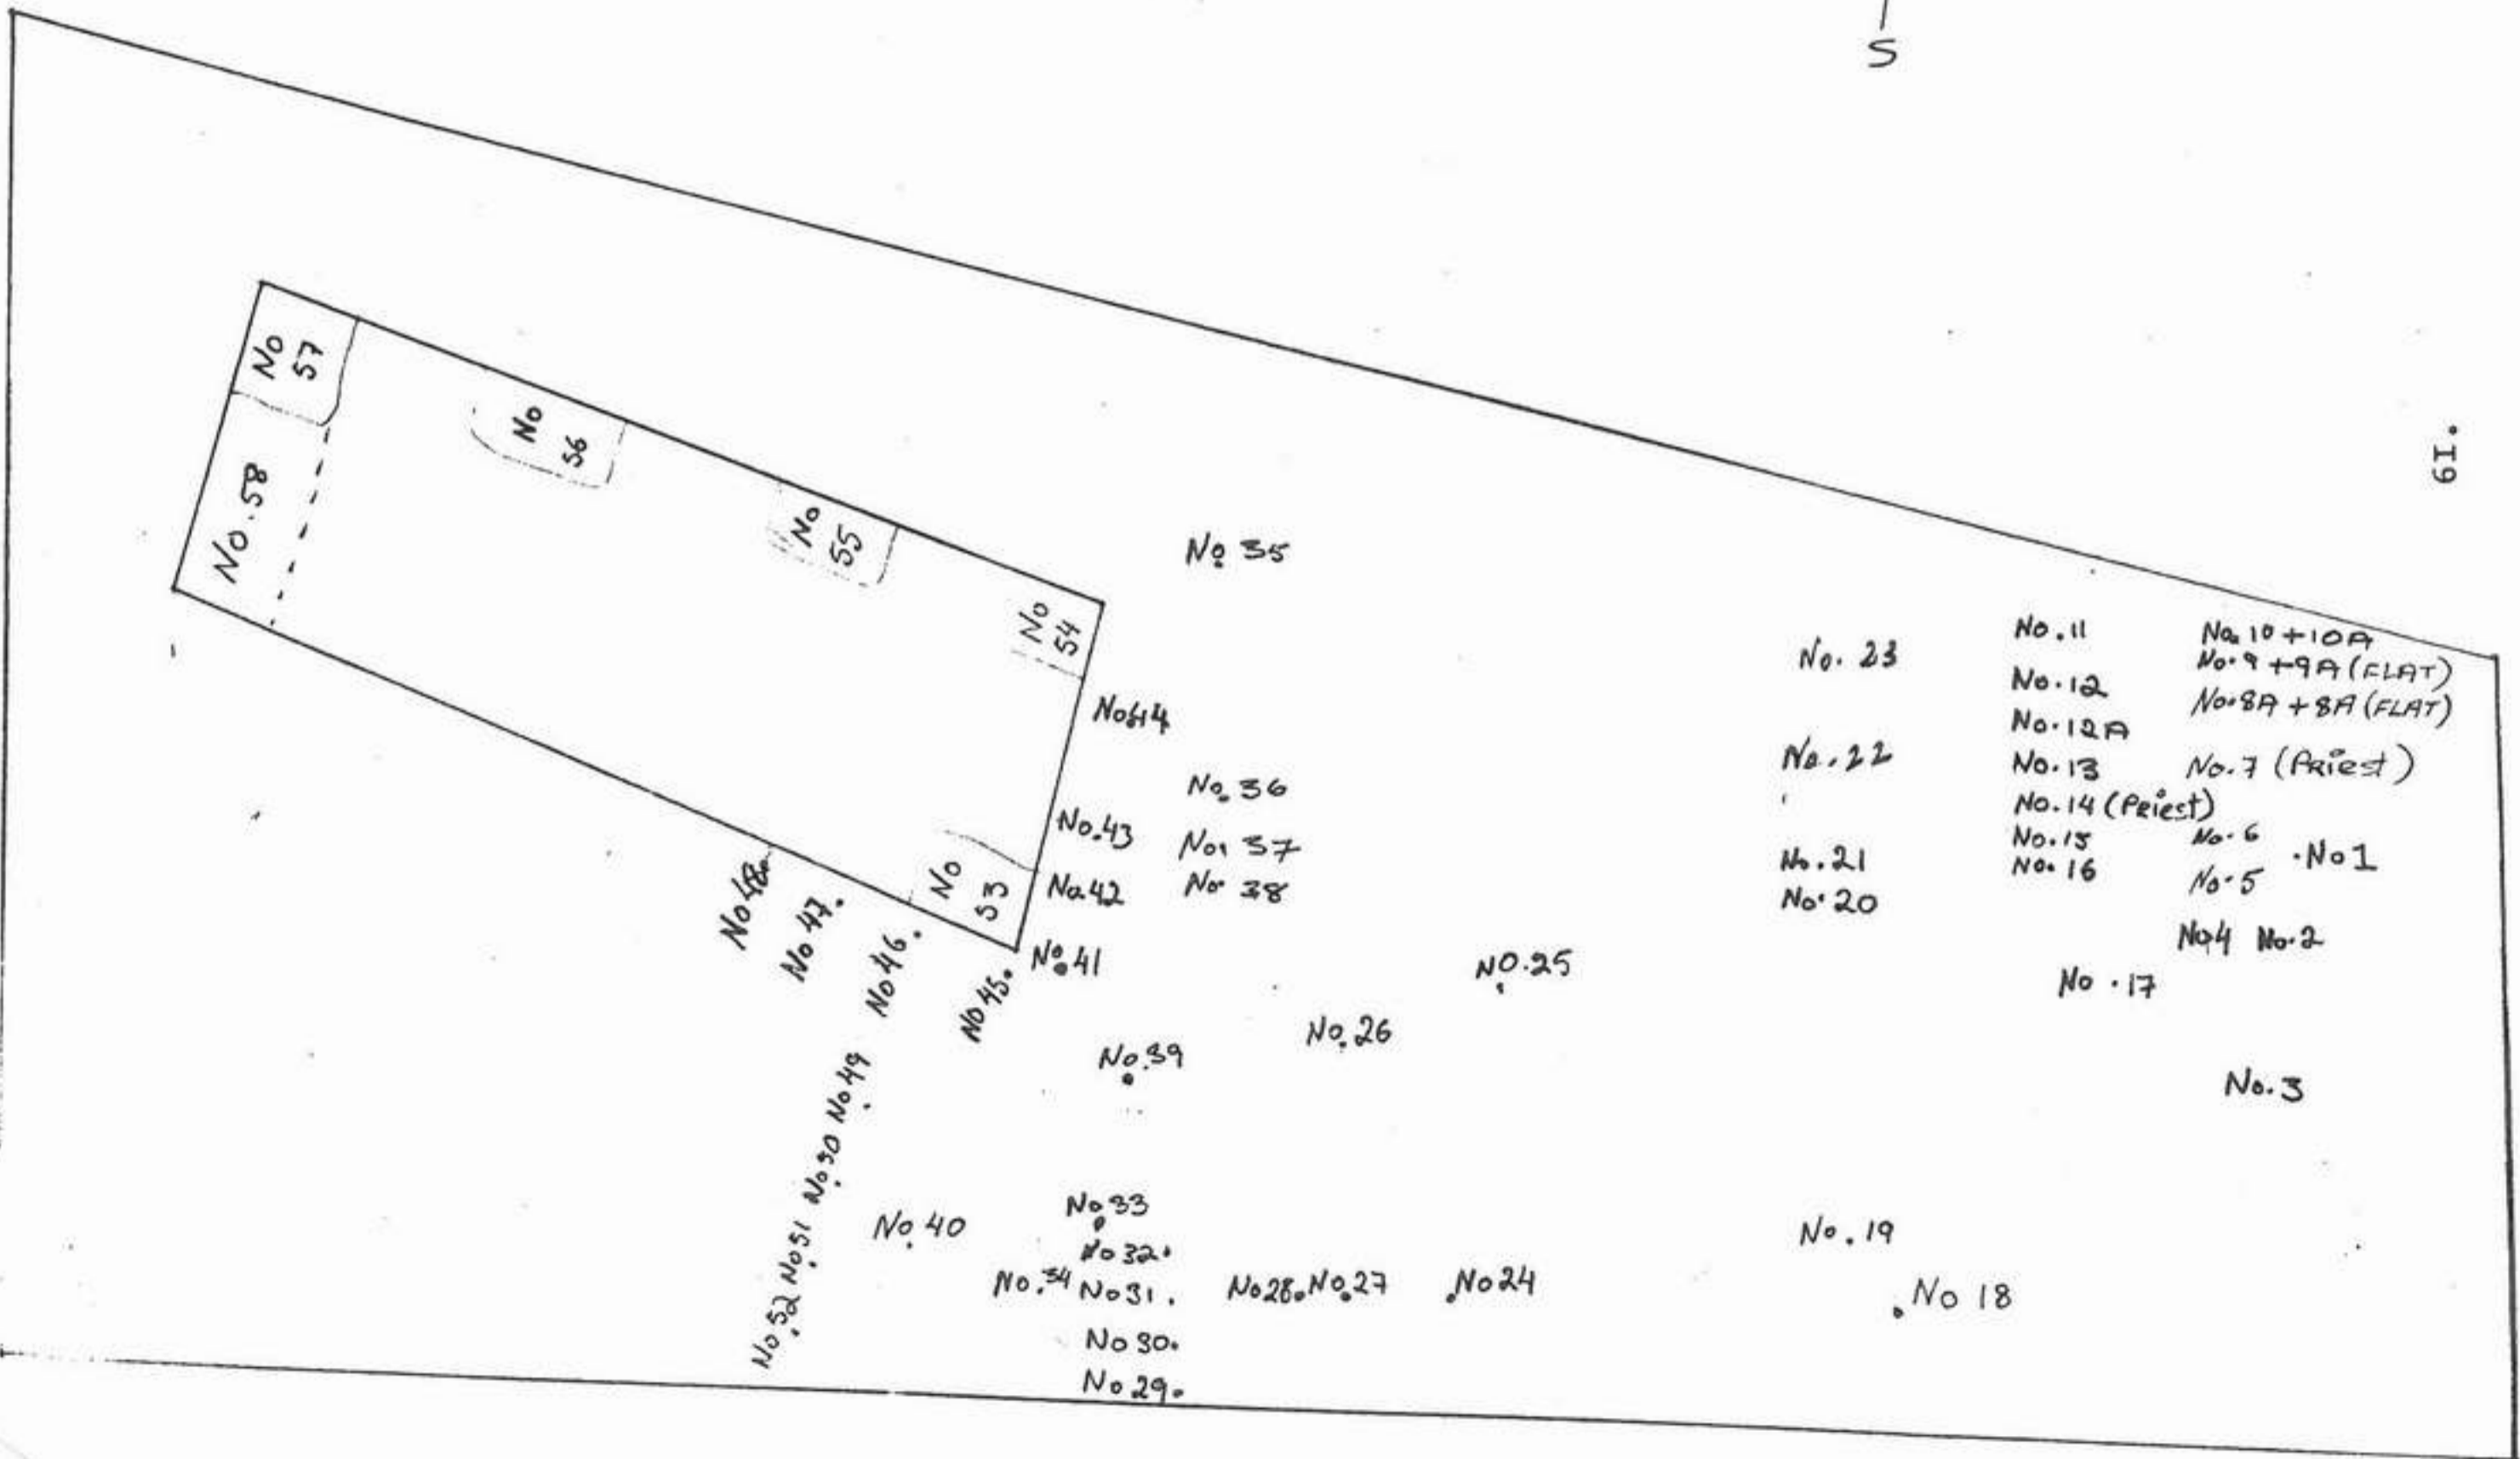 S
19.
No 57
No 58
No 56
No 55
No 54
No 53
No 35
No 44
No. 36
No. 43
No. 37
No. 42
No. 38
No. 41
No 48.
No 47.
No 46.
No 45.
No. 39
No. 26
NO. 25
No. 23
No. 22
No. 21
No. 20
No. 11
No. 12
No. 12A
No. 13
No. 14 (Priest)
No. 15
No. 16
No. 10 + 10A
No. 9 + 9A (FLAT)
No. 8A + 8A (FLAT)
No. 7 (Priest)
No. 6
.No 1
No. 5
No 4 No. 2
No . 17
No. 3
No 52 No 51 No 50 No 49
No. 40
No 33
No 32.
No. 34 No 31.
No 30.
No 29.
No 28. No. 27
.No 24
No. 19
.No 18